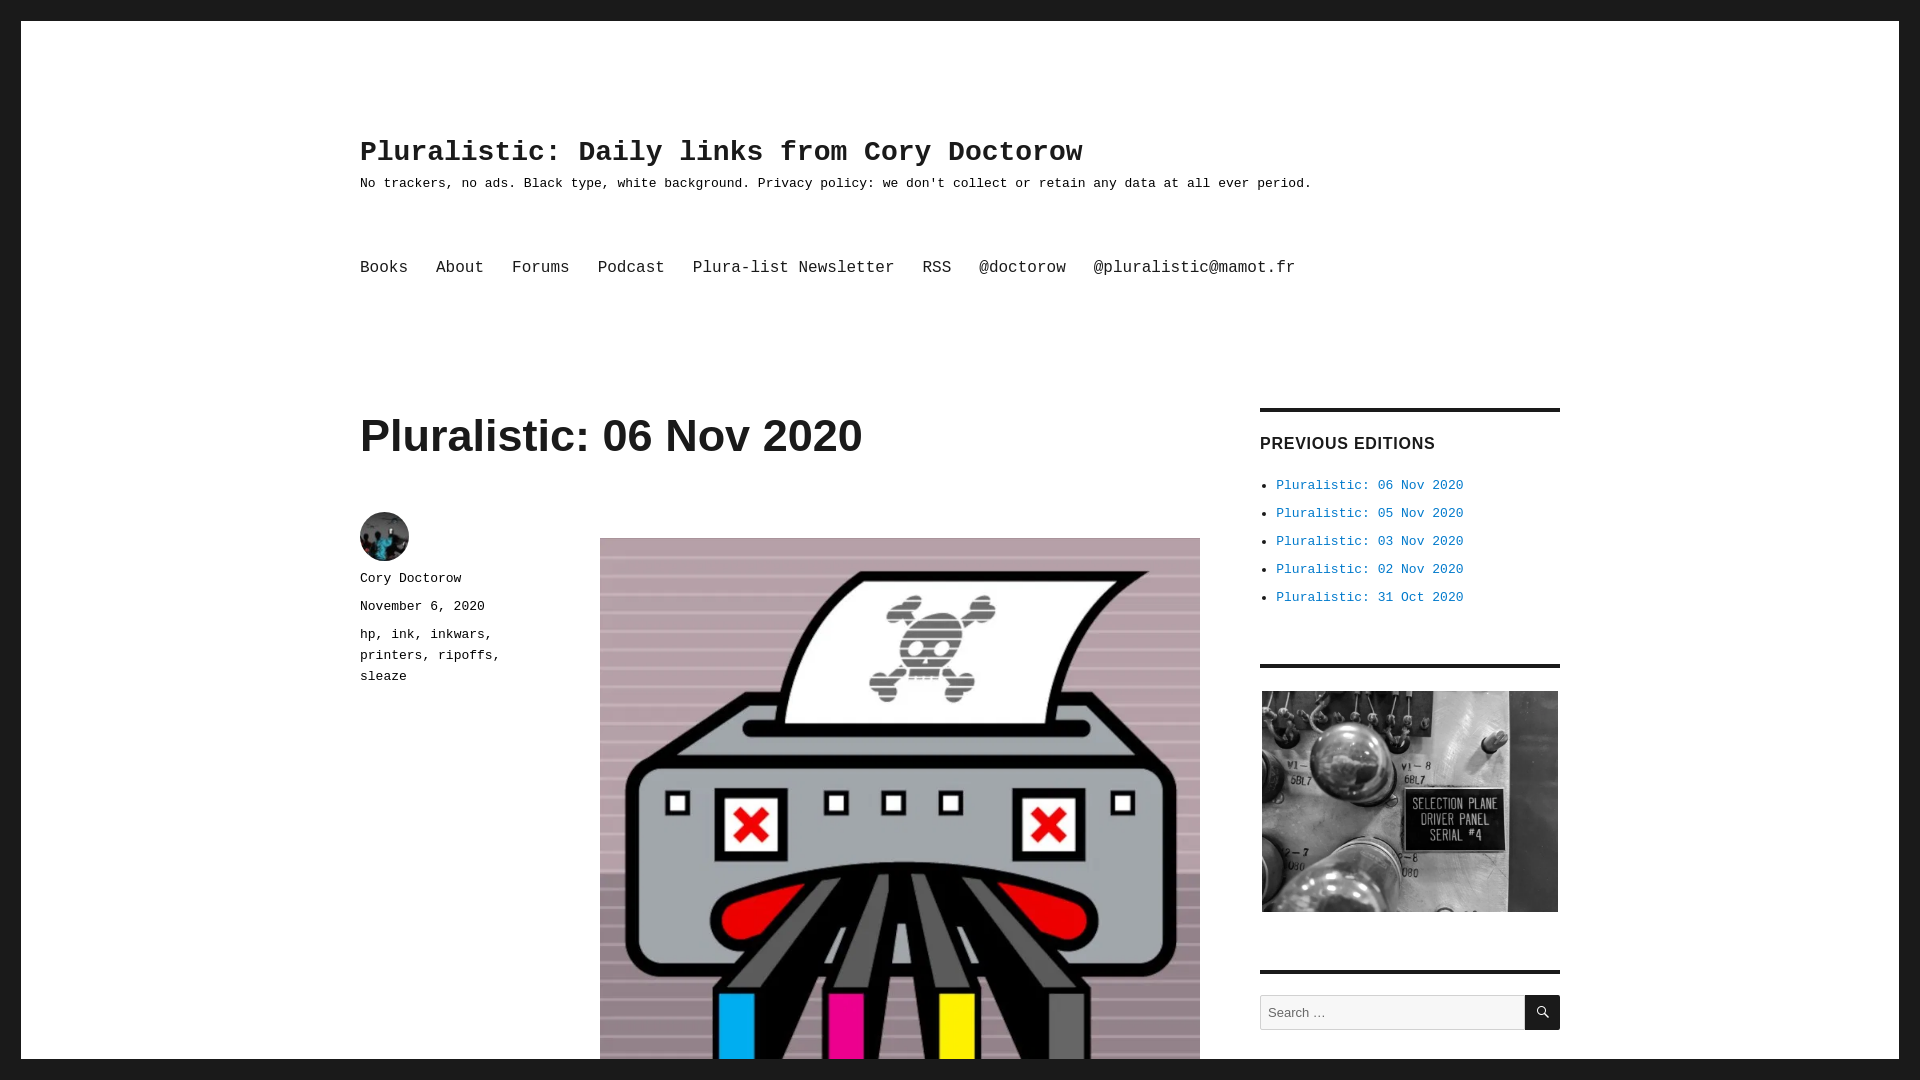 Pluralistic: Daily links from Cory Doctorow
No trackers, no ads. Black type, white background. Privacy policy: we don't collect or retain any data at all ever period.
Books About Forums Podcast Plura-list Newsletter RSS @doctorow @pluralistic@mamot.fr
Pluralistic: 06 Nov 2020
Cory Doctorow
November 6, 2020
hp, ink, inkwars,
printers, ripoffs,
sleaze
PREVIOUS EDITIONS
Pluralistic: 06 Nov 2020
Pluralistic: 05 Nov 2020
Pluralistic: 03 Nov 2020
Pluralistic: 02 Nov 2020
Pluralistic: 31 Oct 2020
V1-8
6BL7
SELECTION PLANE
DRIVER PANEL
SERIAL #4
Search …